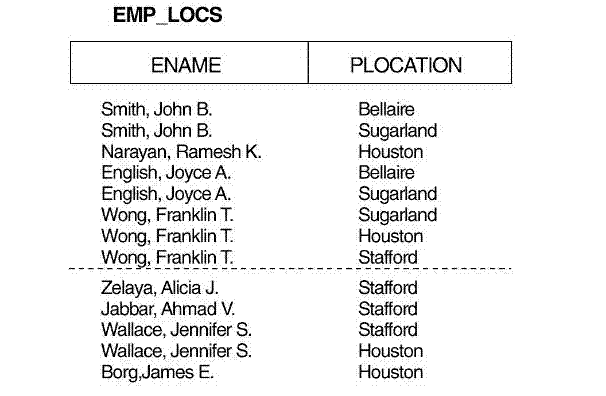 EMP_LOCS
ENAME PLOCATION
Smith, John B. Bellaire
Smith, John B. Sugarland
Narayan, Ramesh K. Houston
English, Joyce A. Bellaire
English, Joyce A. Sugarland
Wong, Franklin T. Sugarland
Wong, Franklin T. Houston
Wong, Franklin T. Stafford
Zelaya, Alicia J. Stafford
Jabbar, Ahmad V. Stafford
Wallace, Jennifer S. Stafford
Wallace, Jennifer S. Houston
Borg,James E. Houston